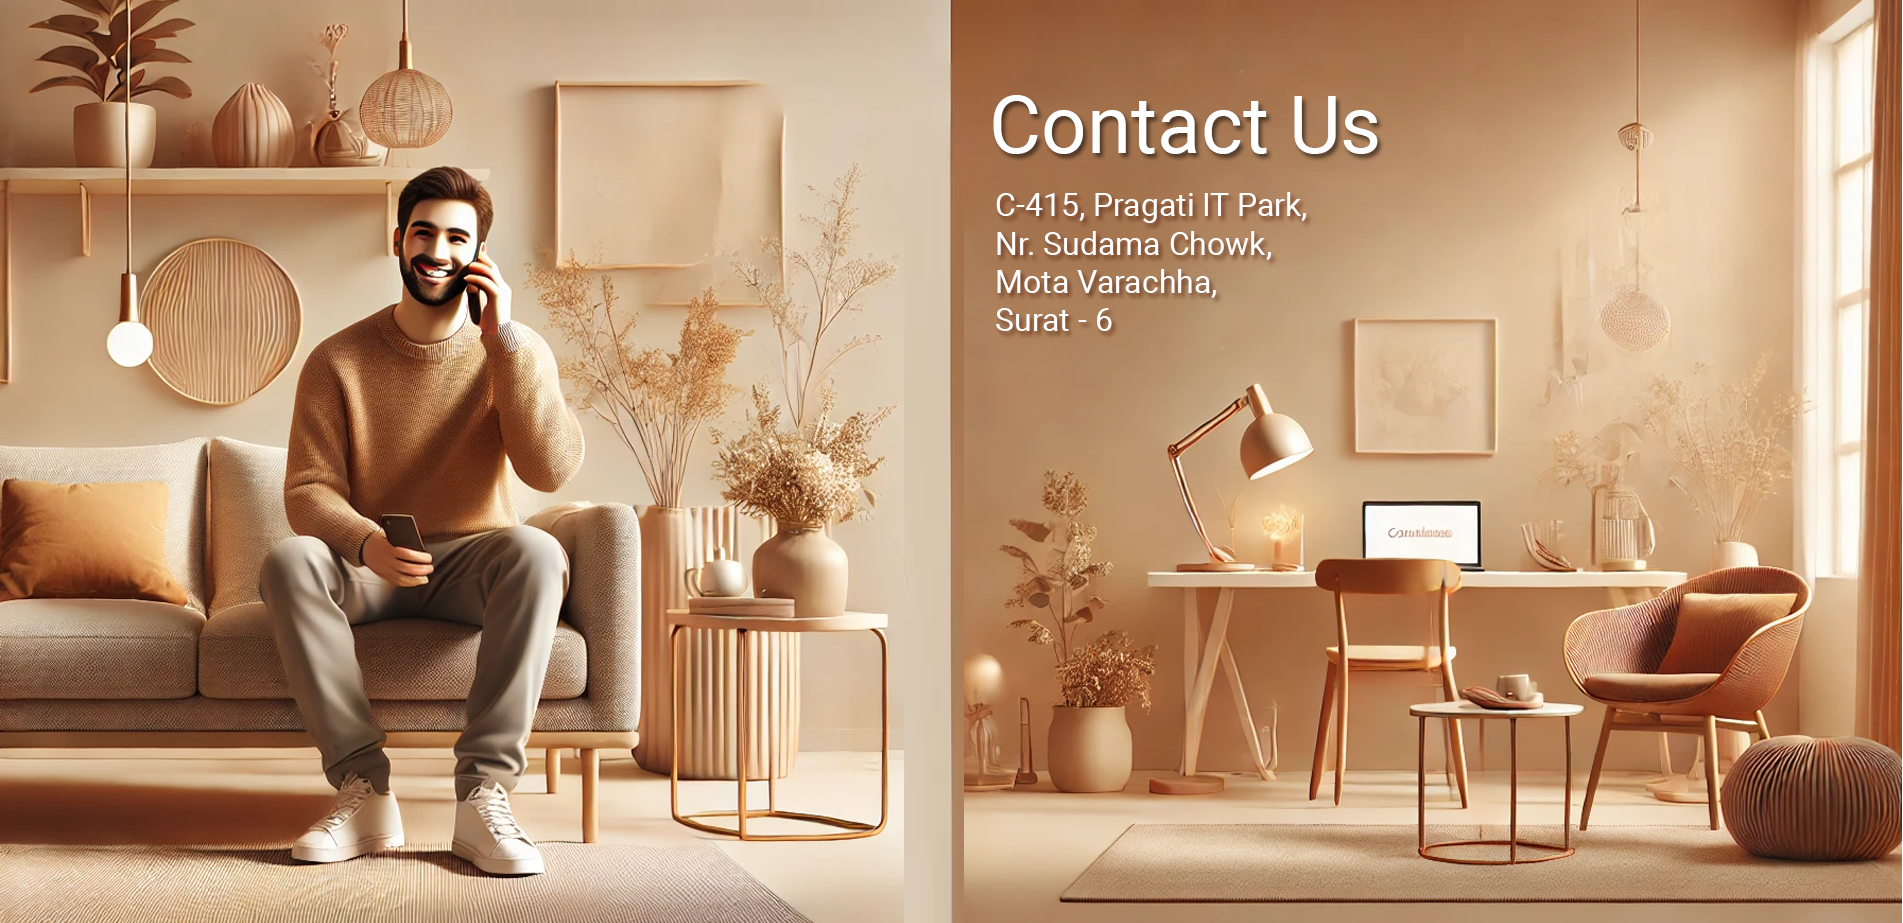 Contact Us
C-415, Pragati IT Park,
Nr. Sudama Chowk,
Mota Varachha,
Surat - 6